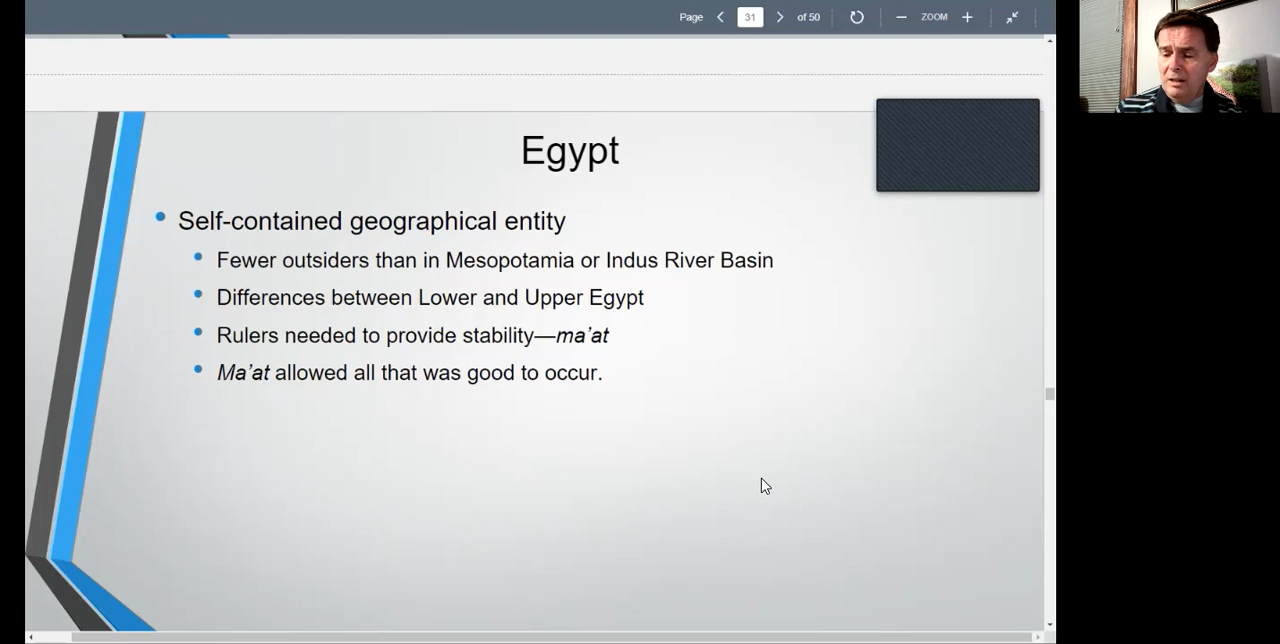 Page 31 of 50 ZOOM
Egypt
Self-contained geographical entity
Fewer outsiders than in Mesopotamia or Indus River Basin
Differences between Lower and Upper Egypt
Rulers needed to provide stability—ma’at
Ma’at allowed all that was good to occur.